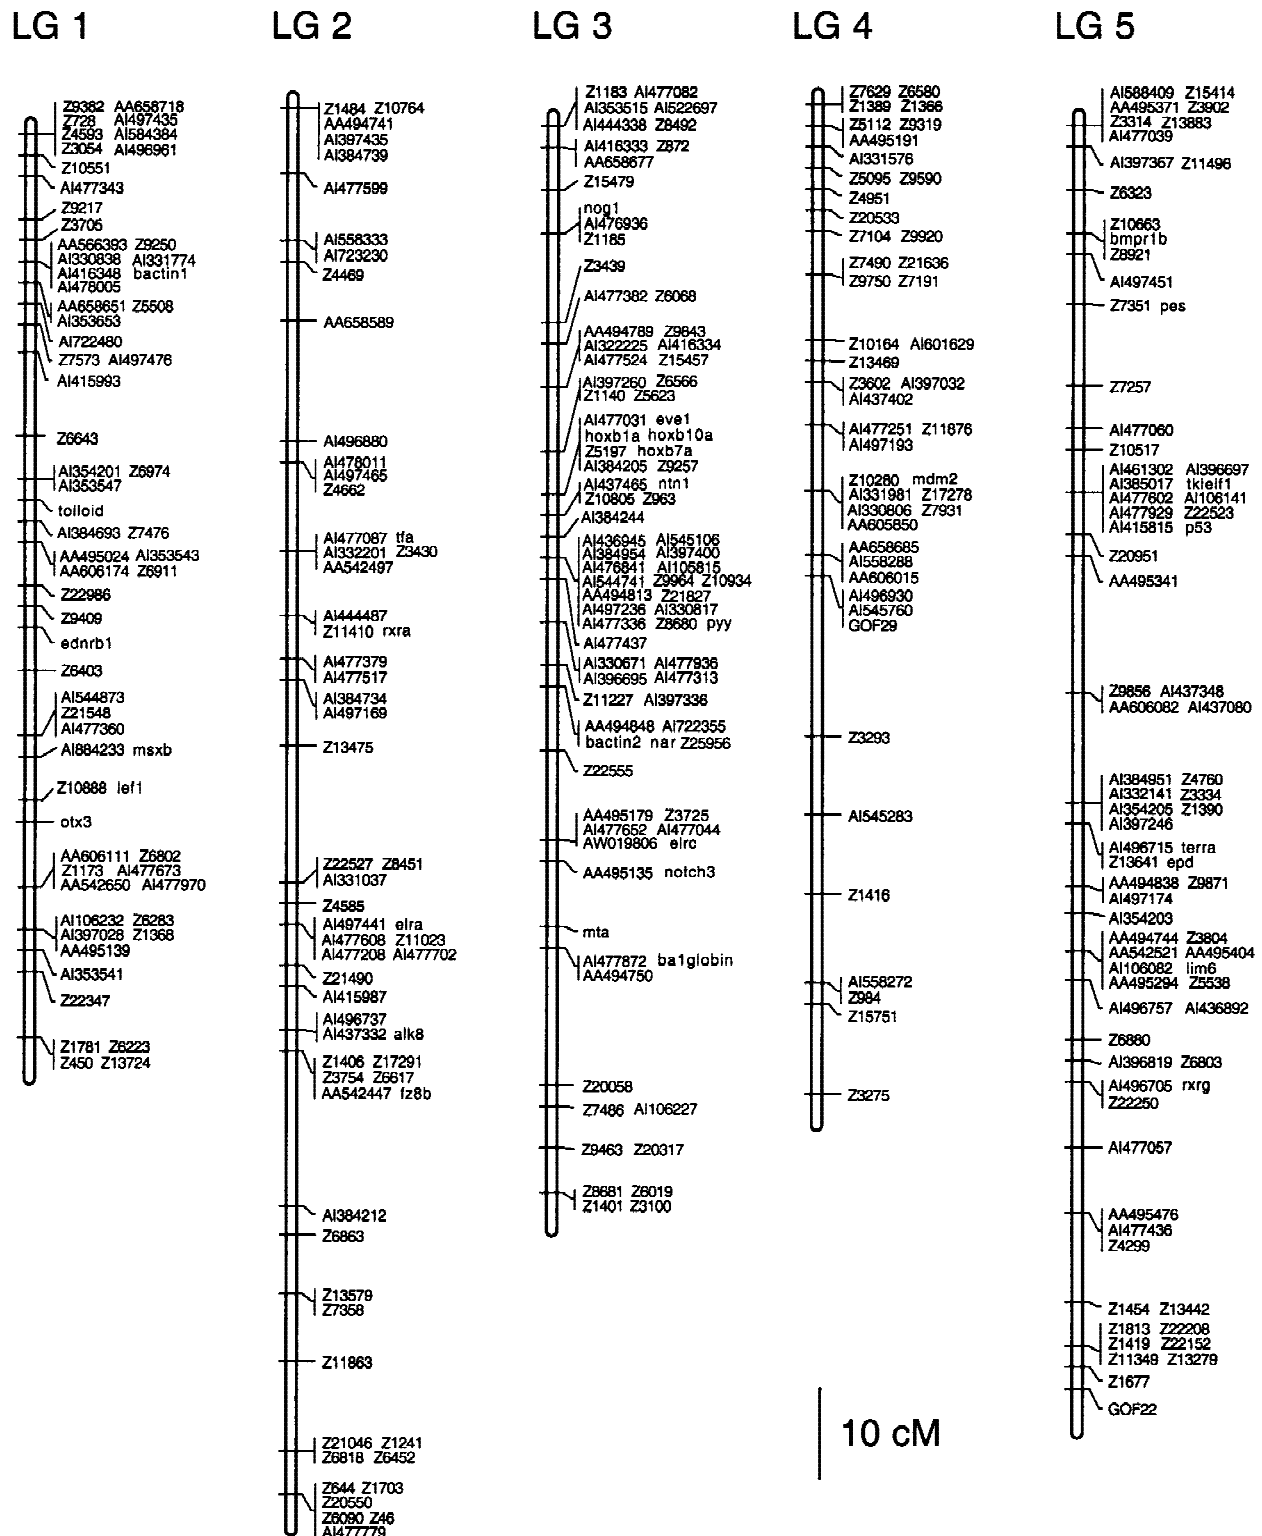 LG 1
Z9382 AA658718
Z728 AI497435
Z4593 AI584384
Z3054 AI496961
Z10551
AI477343
Z9217
Z3705
AA566393 Z9250
AI330838 AI331774
AI416348 bactin1
AI478005
AA658651 Z5508
AI353653
AI722480
Z7573 AI497476
AI415993
Z6643
AI354201 Z6974
AI353547
tolloid
AI384693 Z7476
AA495024 AI353543
AA606174 Z6911
Z22986
Z9409
ednrb1
Z6403
AI544873
Z21548
AI477360
AI884233 msxb
Z10888 lef1
otx3
AA606111 Z6802
Z1173 AI477673
AA542650 AI477970
AI106232 Z6283
AI397028 Z1368
AA495139
AI353541
Z22347
Z1781 Z6223
Z450 Z13724
LG 2
Z1484 Z10764
AA494741
AI397435
AI384739
AI477599
AI558333
AI723230
Z4469
AA658589
AI496880
AI478011
AI497465
Z4662
AI477087 tfa
AI332201 Z3430
AA542497
AI444487
Z11410 rxra
AI477379
AI477517
AI384734
AI497169
Z13475
Z22527 Z8451
AI331037
Z4585
AI497441 elra
AI477608 Z11023
AI477208 AI477702
Z21490
AI415987
AI496737
AI437332 alk8
Z1406 Z17291
Z3754 Z6617
AA542447 fz8b
AI384212
Z6863
Z13579
Z7358
Z11863
Z21046 Z1241
Z6818 Z6452
Z644 Z1703
Z20550
Z6090 Z46
AI477779
LG 3
Z1183 AI477082
AI353515 AI522697
AI444338 Z8492
AI416333 Z872
AA658677
Z15479
nog1
AI476936
Z1185
Z3439
AI477382 Z6068
AA494789 Z9843
AI322225 AI416334
AI477524 Z15457
AI397260 Z6566
Z1140 Z5623
AI477031 eve1
hoxb1a hoxb10a
Z5197 hoxb7a
AI384205 Z9257
AI437465 ntn1
Z10805 Z963
AI384244
AI436945 AI545106
AI384954 AI397400
AI476841 AI105815
AI544741 Z9964 Z10934
AA494813 Z21827
AI497236 AI330817
AI477336 Z8680 pyy
AI477437
AI330671 AI477936
AI396695 AI477313
Z11227 AI397336
AA494848 AI722355
bactin2 nar Z25956
Z22555
AA495179 Z3725
AI477652 AI477044
AW019806 elrc
AA495135 notch3
mta
AI477872 ba1globin
AA494750
Z20058
Z7486 AI106227
Z9463 Z20317
Z8681 Z6019
Z1401 Z3100
LG 4
Z7629 Z6580
Z1389 Z1366
Z5112 Z9319
AA495191
AI331576
Z5095 Z9590
Z4951
Z20533
Z7104 Z9920
Z7490 Z21636
Z9750 Z7191
Z10164 AI601629
Z13469
Z3602 AI397032
AI437402
AI477251 Z11876
AI497193
Z10280 mdm2
AI331981 Z17278
AI330806 Z7931
AA605850
AA658685
AI558288
AA606015
AI496930
AI545760
GOF29
Z3293
AI545283
Z1416
AI558272
Z984
Z15751
Z3275
10 cM
LG 5
AI588409 Z15414
AA495371 Z3902
Z3314 Z13883
AI477039
AI397367 Z11496
Z6323
Z10663
bmpr1b
Z8921
AI497451
Z7351 pes
Z7257
AI477060
Z10517
AI461302 AI396697
AI385017 tkielf1
AI477602 AI106141
AI477929 Z22523
AI415815 p53
Z20951
AA495341
Z9856 AI437348
AA606082 AI437080
AI384951 Z4760
AI332141 Z3334
AI354205 Z1390
AI397246
AI496715 terra
Z13641 epd
AA494838 Z9871
AI497174
AI354203
AA494744 Z3804
AA542521 AA495404
AI106082 lim6
AA495294 Z5538
AI496757 AI436892
Z6880
AI396819 Z6803
AI496705 rxrg
Z22250
AI477057
AA495476
AI477436
Z4299
Z1454 Z13442
Z1813 Z22208
Z1419 Z22152
Z11349 Z13279
Z1677
GOF22